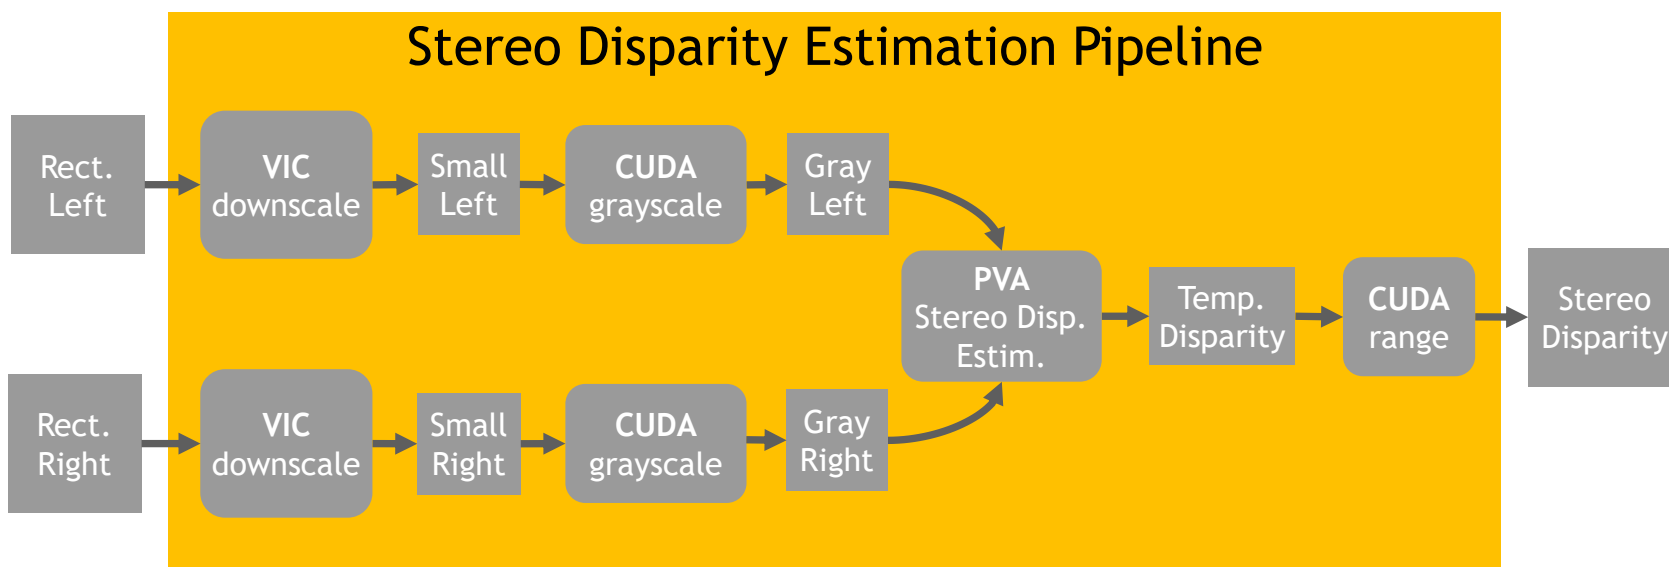 Stereo Disparity Estimation Pipeline
Rect.
Left
VIC
downscale
Small
Left
CUDA
grayscale
Gray
Left
PVA
Stereo Disp.
Estim.
Temp.
Disparity
CUDA
range
Stereo
Disparity
Rect.
Right
VIC
downscale
Small
Right
CUDA
grayscale
Gray
Right